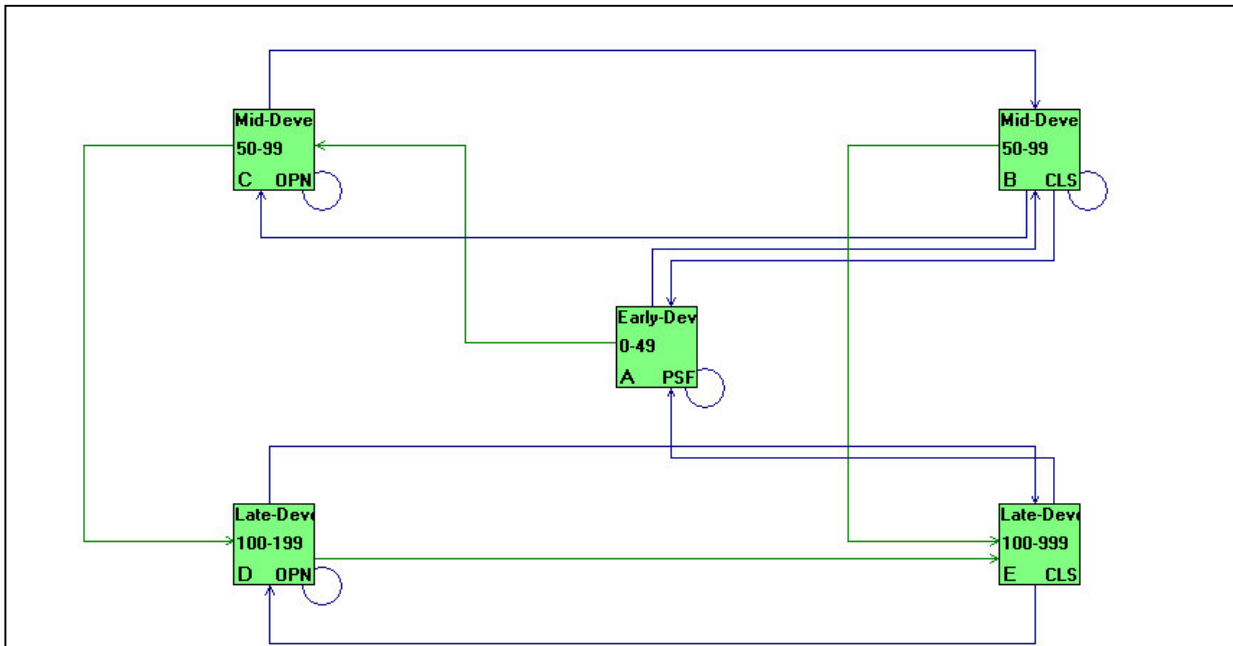 Mid-Deve
50-99
C OPN
Mid-Deve
50-99
B CLS
Early-Dev
0-49
A PSF
Late-Deve
100-199
D OPN
Late-Deve
100-999
E CLS